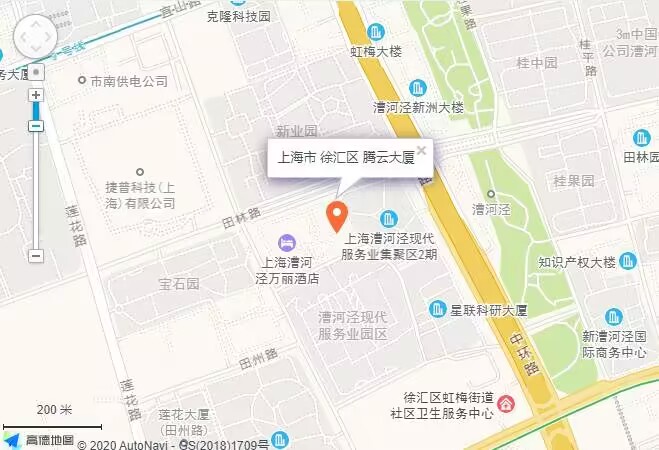 宜山路
克隆科技园
号线
务大厦
虹梅大楼
3m中国
公司漕河
桂平路
桂中园
市南供电公司
漕河泾新洲大楼
新业园
田林园
上海市 徐汇区 腾云大厦
路
捷普科技(上
海)有限公司
桂果园
莲花路
田林路
漕河泾
上海漕河泾现代
服务业集聚区2期
上海漕河
泾万丽酒店
知识产权大楼
宝石园
星联科研大厦
漕河泾现代
服务业园区
中环路
新漕河泾国
际商务中心
田州路
徐汇区虹梅街道
社区卫生服务中心
200 米
莲花大厦
(田州路)
高德地图
© 2020 AutoNavi - GS(2018)1709号